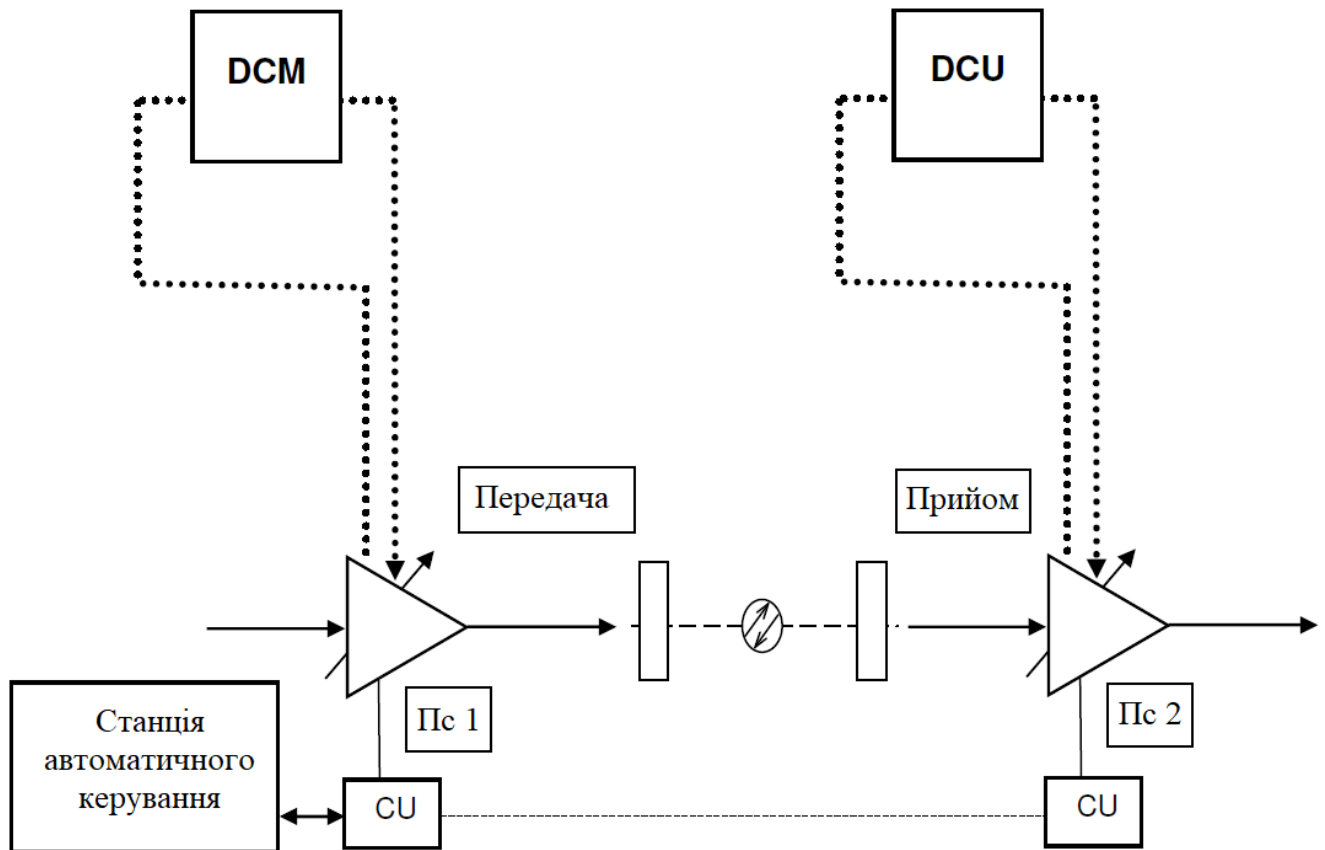 DCM
DCU
Передача
Прийом
Пс 1
Пс 2
Станція
автоматичного
керування
CU
CU